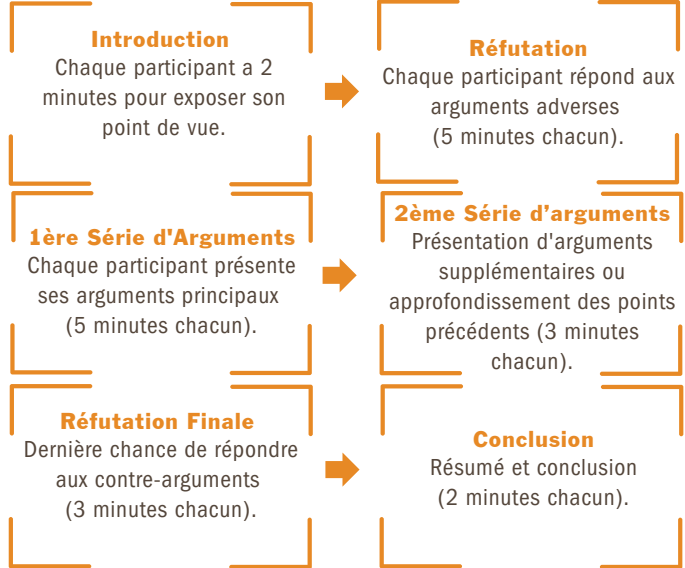 Introduction
Chaque participant a 2
minutes pour exposer son
point de vue.
Réfutation
Chaque participant répond aux
arguments adverses
(5 minutes chacun).
1ère Série d'Arguments
Chaque participant présente
ses arguments principaux
(5 minutes chacun).
2ème Série d’arguments
Présentation d'arguments
supplémentaires ou
approfondissement des points
précédents (3 minutes
chacun).
Réfutation Finale
Dernière chance de répondre
aux contre-arguments
(3 minutes chacun).
Conclusion
Résumé et conclusion
(2 minutes chacun).